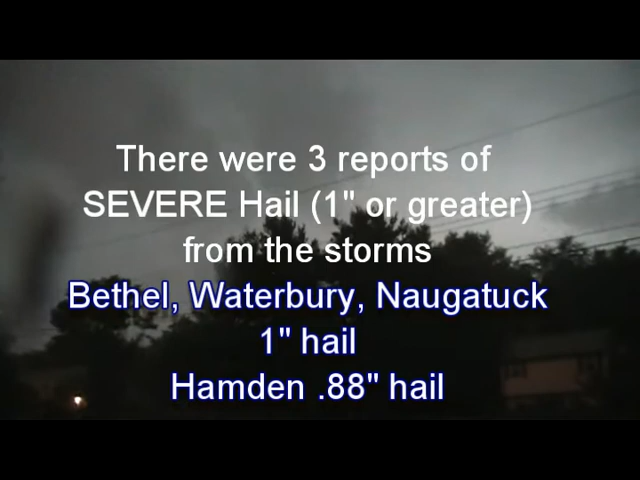 There were 3 reports of
SEVERE Hail (1" or greater)
from the storms
Bethel, Waterbury, Naugatuck
1" hail
Hamden .88" hail